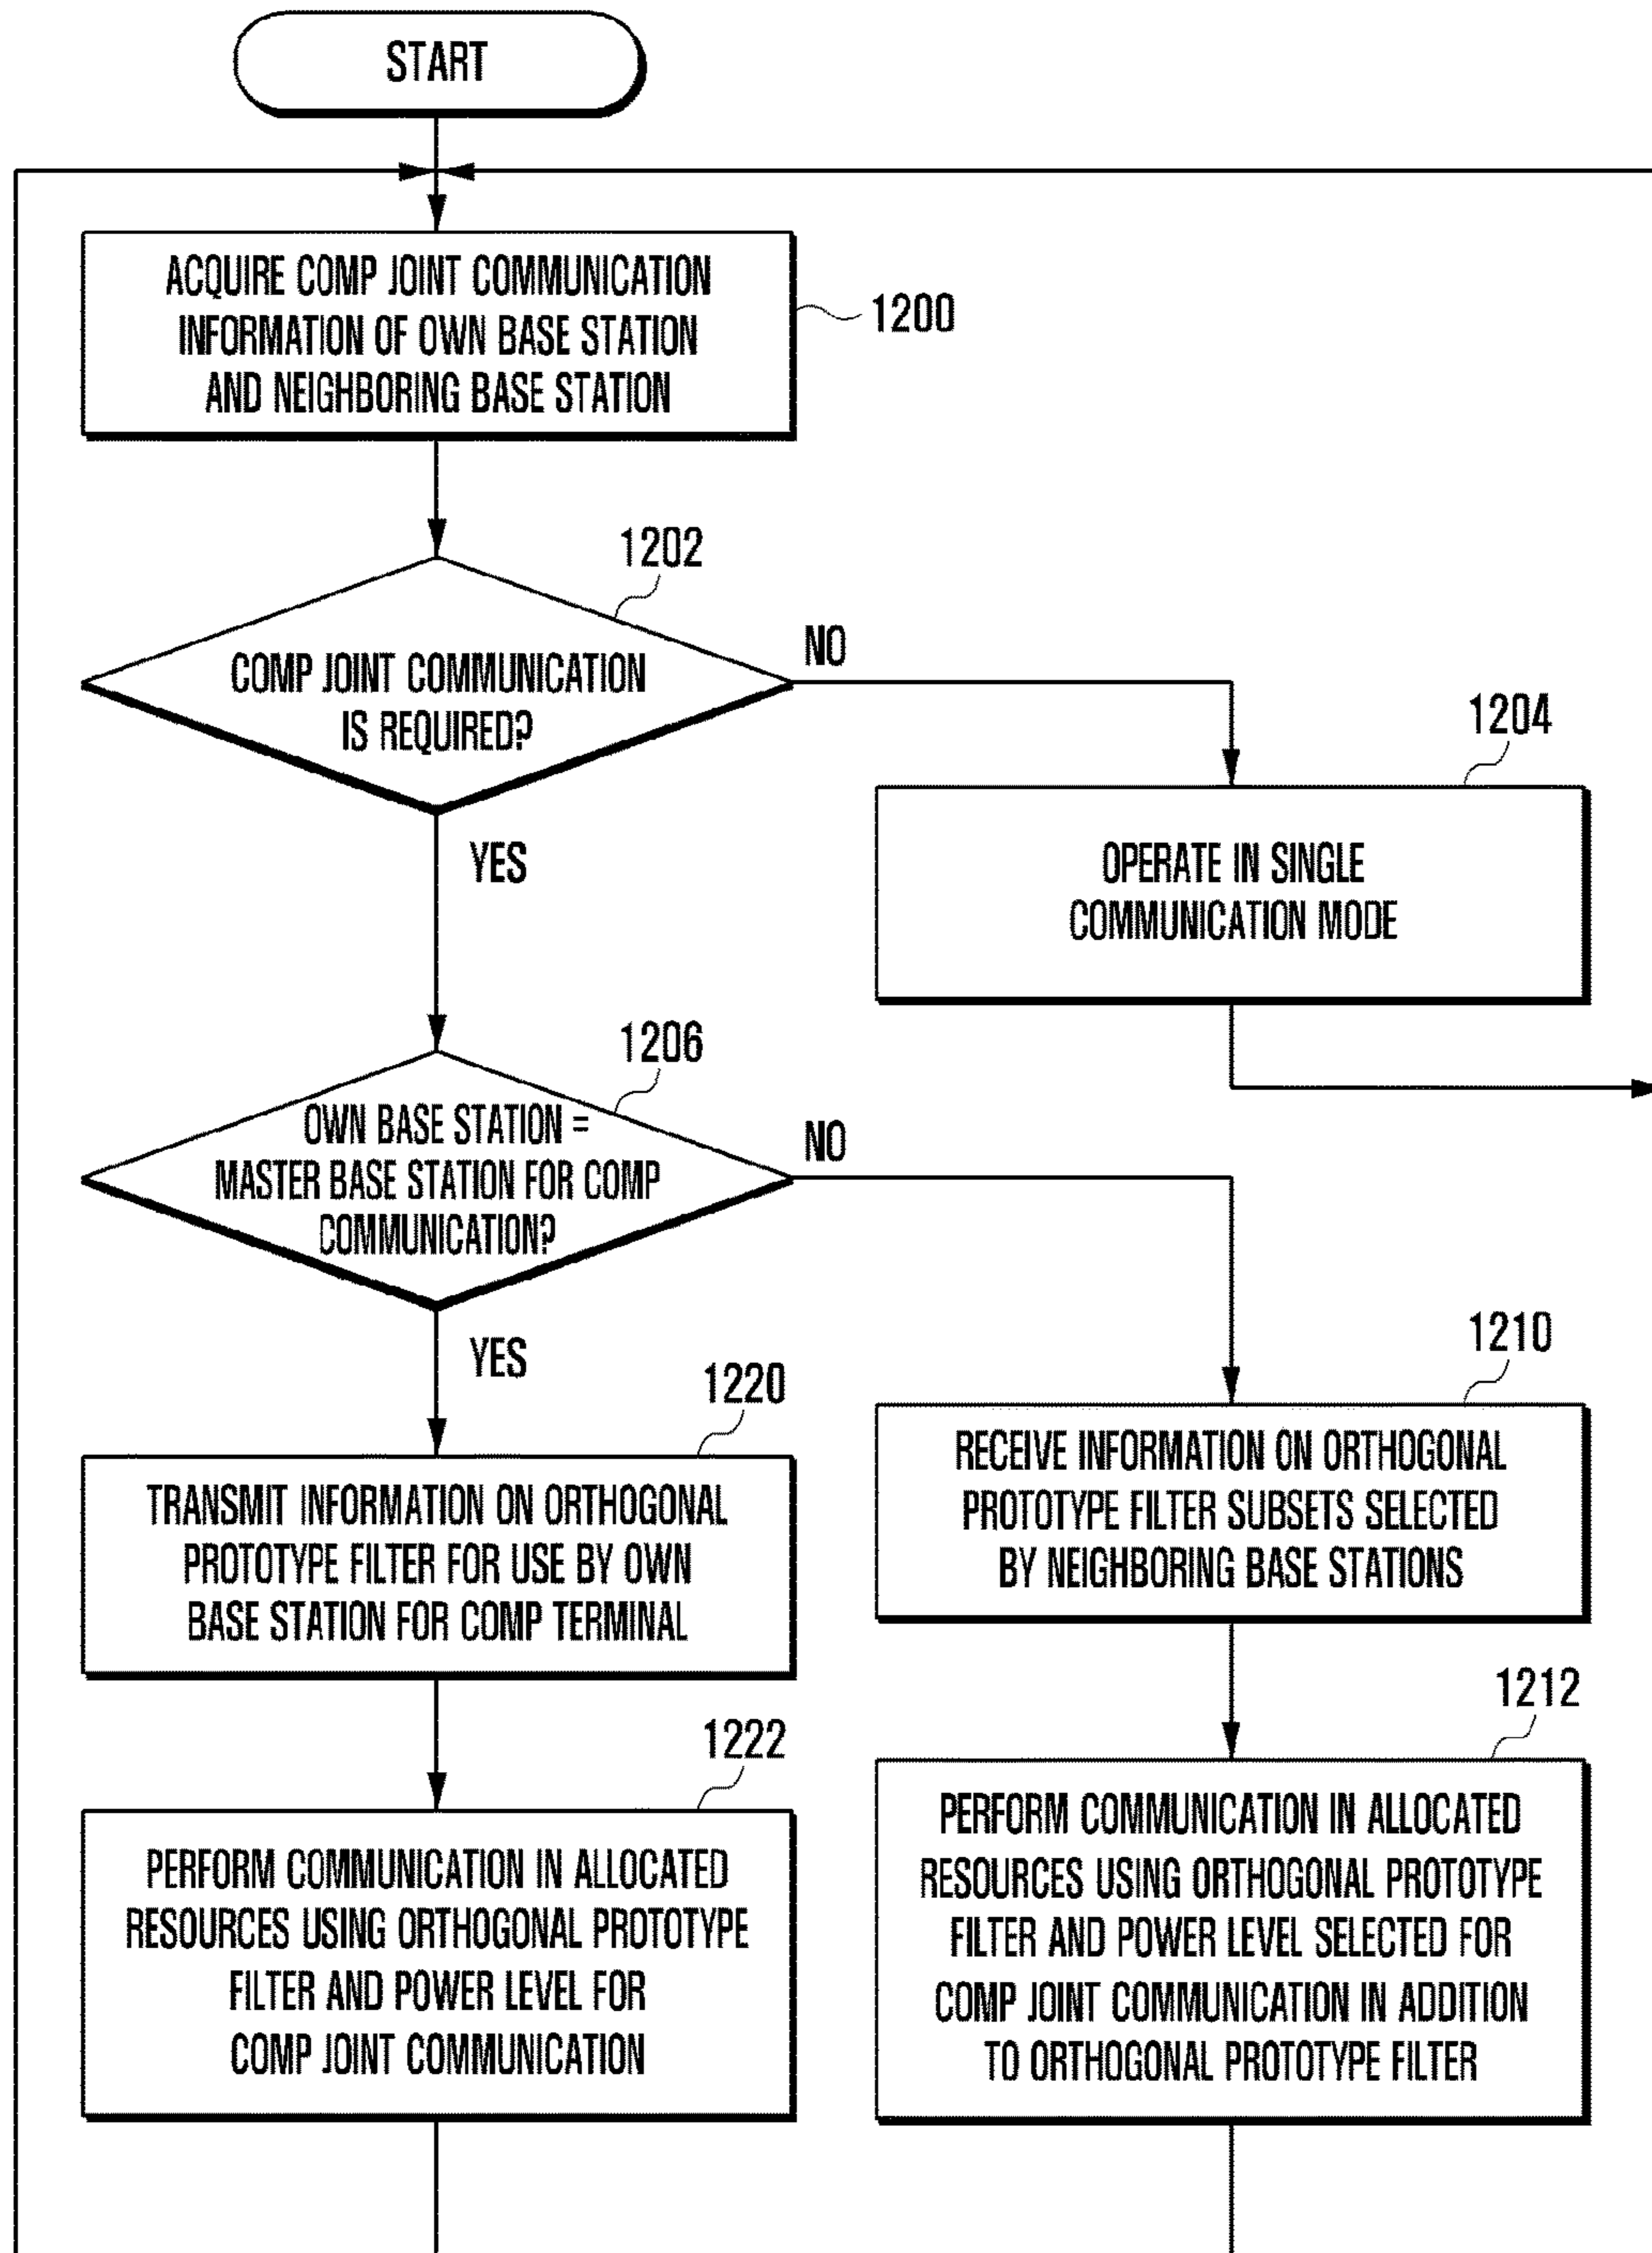 START
ACQUIRE COMP JOINT COMMUNICATION
INFORMATION OF OWN BASE STATION
AND NEIGHBORING BASE STATION
1200
1202
COMP JOINT COMMUNICATION
IS REQUIRED?
NO
YES
1204
OPERATE IN SINGLE
COMMUNICATION MODE
1206
OWN BASE STATION =
MASTER BASE STATION FOR COMP
COMMUNICATION?
NO
YES
1220
TRANSMIT INFORMATION ON ORTHOGONAL
PROTOTYPE FILTER FOR USE BY OWN
BASE STATION FOR COMP TERMINAL
1210
RECEIVE INFORMATION ON ORTHOGONAL
PROTOTYPE FILTER SUBSETS SELECTED
BY NEIGHBORING BASE STATIONS
1222
PERFORM COMMUNICATION IN ALLOCATED
RESOURCES USING ORTHOGONAL PROTOTYPE
FILTER AND POWER LEVEL FOR
COMP JOINT COMMUNICATION
1212
PERFORM COMMUNICATION IN ALLOCATED
RESOURCES USING ORTHOGONAL PROTOTYPE
FILTER AND POWER LEVEL SELECTED FOR
COMP JOINT COMMUNICATION IN ADDITION
TO ORTHOGONAL PROTOTYPE FILTER